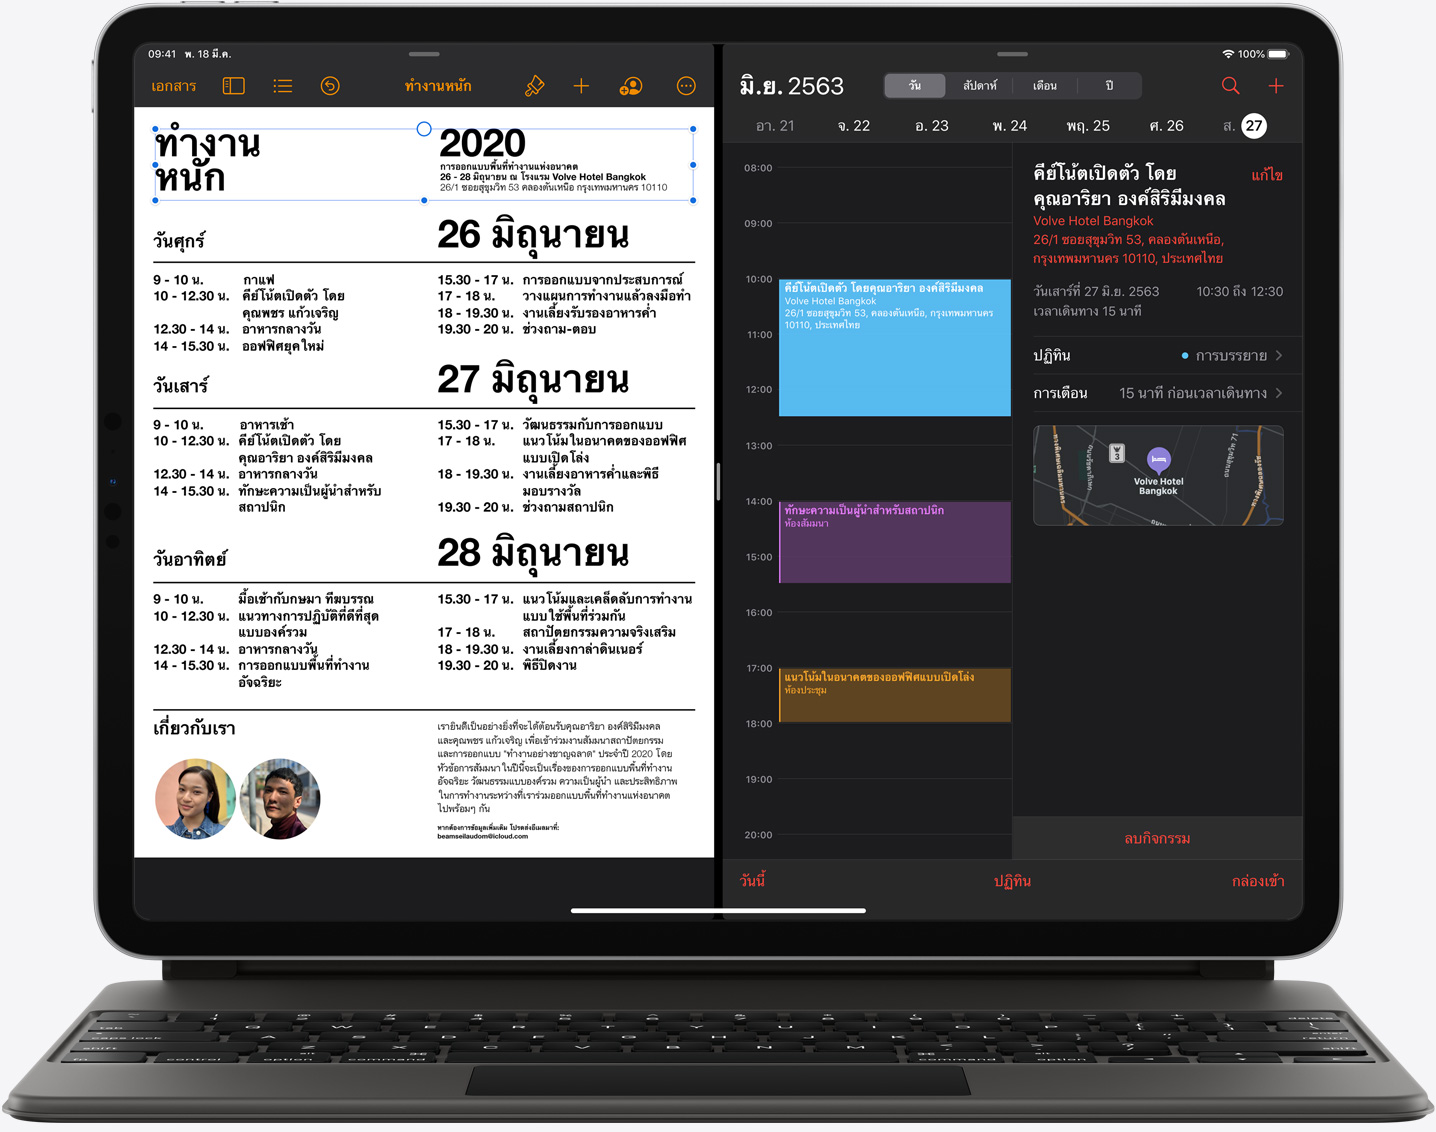 09:41 พ. 18 มี.ค.
เอกสาร
ทำงานหนัก
ทำงาน
หนัก
2020
การออกแบบพื้นที่ทำงานแห่งอนาคต
26 - 28 มิถุนายน ณ โรงแรม Volve Hotel Bangkok
26/1 ซอยสุขุมวิท 53 คลองตันเหนือ กรุงเทพมหานคร 10110
วันศุกร์
26 มิถุนายน
9 - 10 น. กาแฟ
10 - 12.30 น. คีย์โน้ตเปิดตัว โดย
คุณพชร แก้วเจริญ
12.30 - 14 น. อาหารกลางวัน
14 - 15.30 น. ออฟฟิศยุคใหม่
15.30 - 17 น. การออกแบบจากประสบการณ์
17 - 18 น. วางแผนการทำงานแล้วลงมือทำ
18 - 19.30 น. งานเลี้ยงรับรองอาหารค่ำ
19.30 - 20 น. ช่วงถาม-ตอบ
วันเสาร์
27 มิถุนายน
9 - 10 น. อาหารเช้า
10 - 12.30 น. คีย์โน้ตเปิดตัว โดย
คุณอาริยา องค์สิริมีมงคล
12.30 - 14 น. อาหารกลางวัน
14 - 15.30 น. ทักษะความเป็นผู้นำสำหรับ
สถาปนิก
15.30 - 17 น. วัฒนธรรมกับการออกแบบ
17 - 18 น. แนวโน้มในอนาคตของออฟฟิศ
แบบเปิดโล่ง
18 - 19.30 น. งานเลี้ยงอาหารค่ำและพิธี
มอบรางวัล
19.30 - 20 น. ช่วงถามสถาปนิก
วันอาทิตย์
28 มิถุนายน
9 - 10 น. มื้อเช้ากับกษมา ทีฆบรรณ
10 - 12.30 น. แนวทางการปฏิบัติที่ดีที่สุด
แบบองค์รวม
12.30 - 14 น. อาหารกลางวัน
14 - 15.30 น. การออกแบบพื้นที่ทำงาน
อัจฉริยะ
15.30 - 17 น. แนวโน้มและเคล็ดลับการทำงาน
แบบใช้พื้นที่ร่วมกัน
17 - 18 น. สถาปัตยกรรมความจริงเสริม
18 - 19.30 น. งานเลี้ยงกาล่าดินเนอร์
19.30 - 20 น. พิธีปิดงาน
เกี่ยวกับเรา
เรายินดีเป็นอย่างยิ่งที่จะได้ต้อนรับคุณอาริยา องค์สิริมีมงคล
และคุณพชร แก้วเจริญ เพื่อเข้าร่วมงานสัมมนาสถาปัตยกรรม
และการออกแบบ "ทำงานอย่างชาญฉลาด" ประจำปี 2020 โดย
หัวข้อการสัมมนา ในปีนี้จะเป็นเรื่องของการออกแบบพื้นที่ทำงาน
อัจฉริยะ วัฒนธรรมแบบองค์รวม ความเป็นผู้นำ และประสิทธิภาพ
ในการทำงานระหว่างที่เราร่วมออกแบบพื้นที่ทำงานแห่งอนาคต
ไปพร้อมๆ กัน
หากต้องการข้อมูลเพิ่มเติม โปรดส่งอีเมลมาที่:
beamseilaudom@icloud.com
100%
มิ.ย. 2563
วัน สัปดาห์ เดือน ปี
อา. 21 จ. 22 อ. 23 พ. 24 พฤ. 25 ศ. 26 ส. 27
08:00
09:00
10:00
11:00
12:00
13:00
14:00
15:00
16:00
17:00
18:00
19:00
20:00
คีย์โน้ตเปิดตัว โดยคุณอาริยา องค์สิริมีมงคล
Volve Hotel Bangkok
26/1 ซอยสุขุมวิท 53, คลองตันเหนือ, กรุงเทพมหานคร
10110, ประเทศไทย
ทักษะความเป็นผู้นำสำหรับสถาปนิก
ห้องสัมมนา
แนวโน้มในอนาคตของออฟฟิศแบบเปิดโล่ง
ห้องประชุม
คีย์โน้ตเปิดตัว โดย
คุณอาริยา องค์สิริมีมงคล
แก้ไข
Volve Hotel Bangkok
26/1 ซอยสุขุมวิท 53, คลองตันเหนือ,
กรุงเทพมหานคร 10110, ประเทศไทย
วันเสาร์ที่ 27 มิ.ย. 2563 10:30 ถึง 12:30
เวลาเดินทาง 15 นาที
ปฏิทิน การบรรยาย
การเตือน 15 นาที ก่อนเวลาเดินทาง
3
ถนนสุขุมวิท 71
Volve Hotel
Bangkok
ลบกิจกรรม
วันนี้ ปฏิทิน กล่องเข้า
delete
tab Q W E R T Y U I O P
caps lock A S D F G H J K L return
shift Z X C V B N M shift
fn control alt option command command alt option